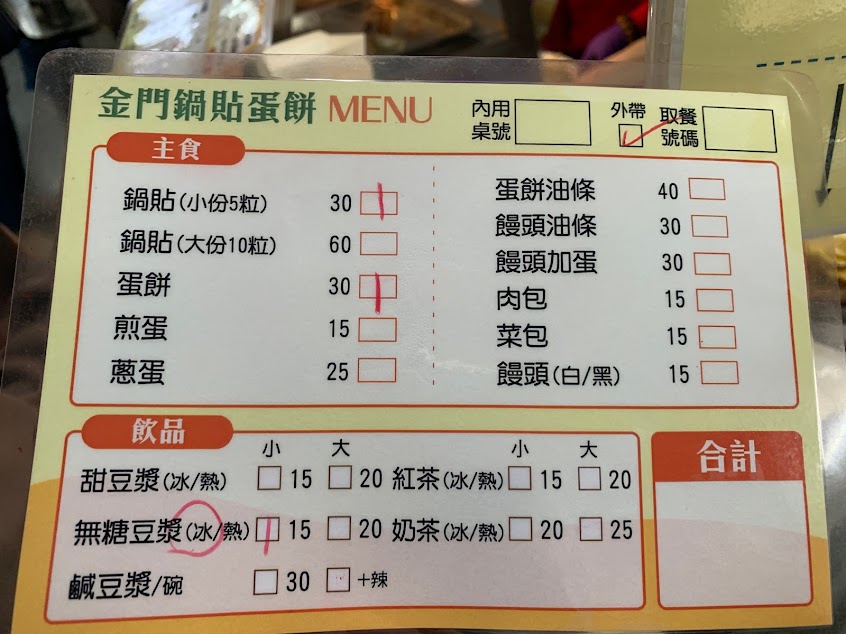 金門鍋貼蛋餅 MENU
內用桌號
外帶
取餐號碼
主食
鍋貼(小份5粒) 30
鍋貼(大份10粒) 60
蛋餅 30
煎蛋 15
蔥蛋 25
蛋餅油條 40
饅頭油條 30
饅頭加蛋 30
肉包 15
菜包 15
饅頭(白/黑) 15
飲品
小 大 小 大
甜豆漿(冰/熱) 15 20 紅茶(冰/熱) 15 20
無糖豆漿(冰/熱) 15 20 奶茶(冰/熱) 20 25
鹹豆漿/碗 30 +辣
合計